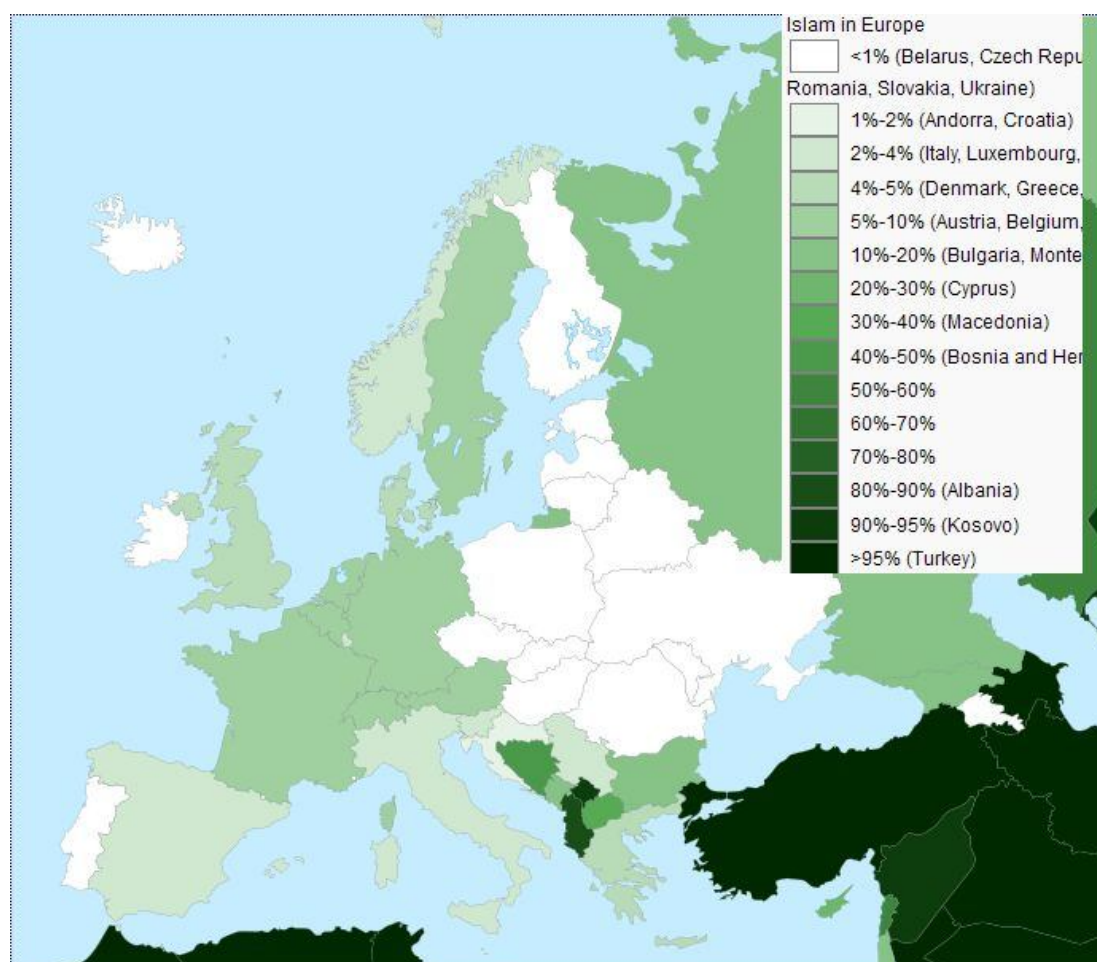 Islam in Europe
<1% (Belarus, Czech Repu
Romania, Slovakia, Ukraine)
1%-2% (Andorra, Croatia)
2%-4% (Italy, Luxembourg,
4%-5% (Denmark, Greece,
5%-10% (Austria, Belgium,
10%-20% (Bulgaria, Monte
20%-30% (Cyprus)
30%-40% (Macedonia)
40%-50% (Bosnia and Her
50%-60%
60%-70%
70%-80%
80%-90% (Albania)
90%-95% (Kosovo)
>95% (Turkey)